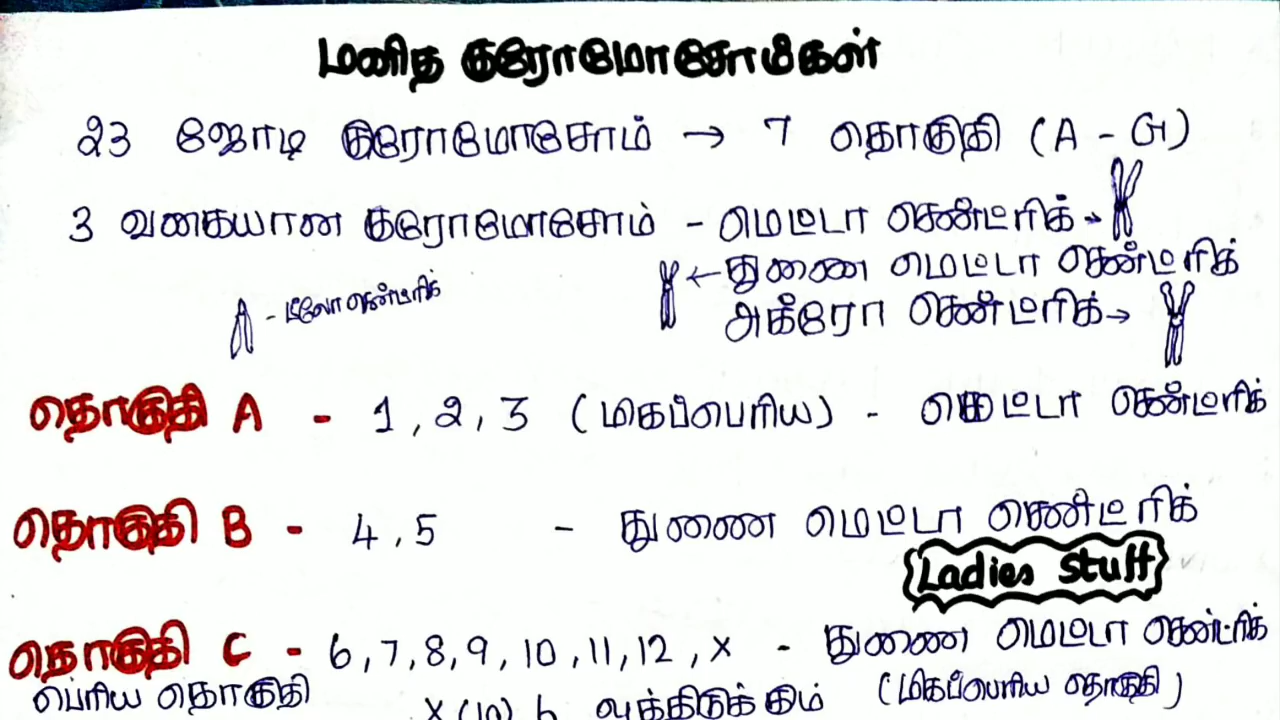 மனித குரோமோசோம்கள்
23 ஜோடி குரோமோசோம் → 7 தொகுதி (A - G)
3 வகையான குரோமோசோம் - மெட்டா சென்ட்ரிக் →
← துணை மெட்டா சென்ட்ரிக்
அக்ரோ சென்ட்ரிக் →
- டீலோ சென்ட்ரிக்
தொகுதி A - 1, 2, 3 (மிகப்பெரிய) - மெட்டா சென்ட்ரிக்
தொகுதி B - 4, 5 - துணை மெட்டா சென்ட்ரிக்
Ladies Stuff
தொகுதி C - 6, 7, 8, 9, 10, 11, 12, X - துணை மெட்டா சென்ட்ரிக்
பெரிய தொகுதி (மிகப்பெரிய தொகுதி)